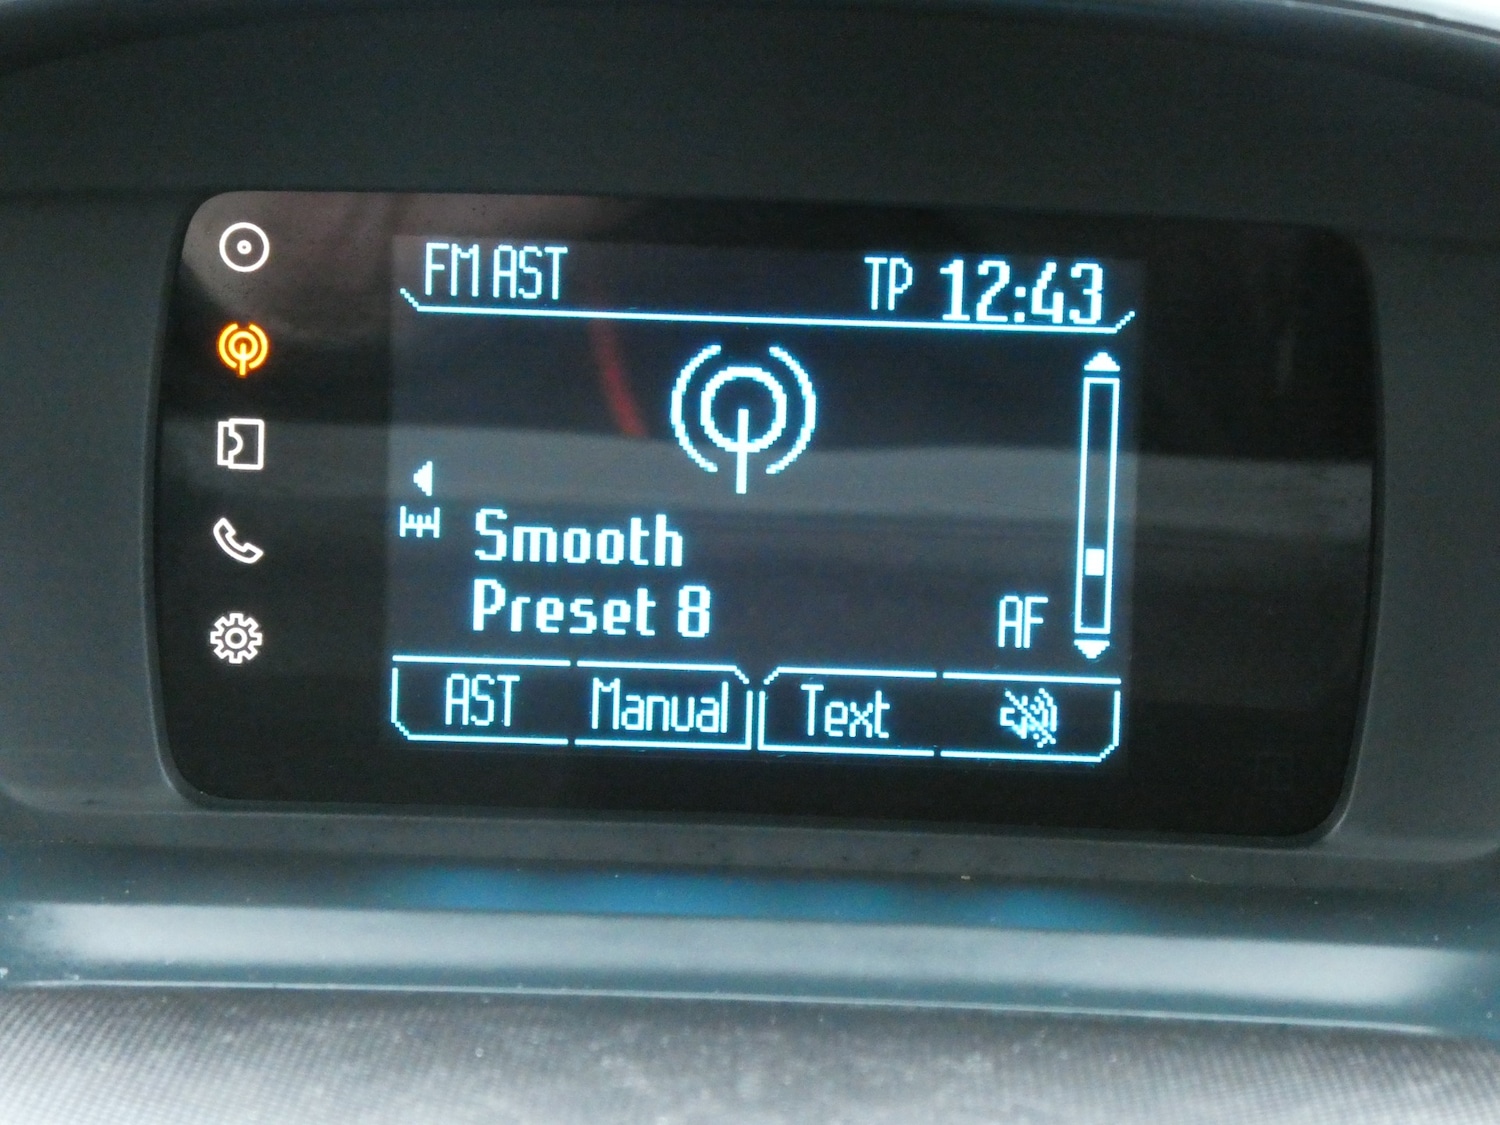 FM AST TP 12:43
Smooth
Preset 8
AF
AST Manual Text